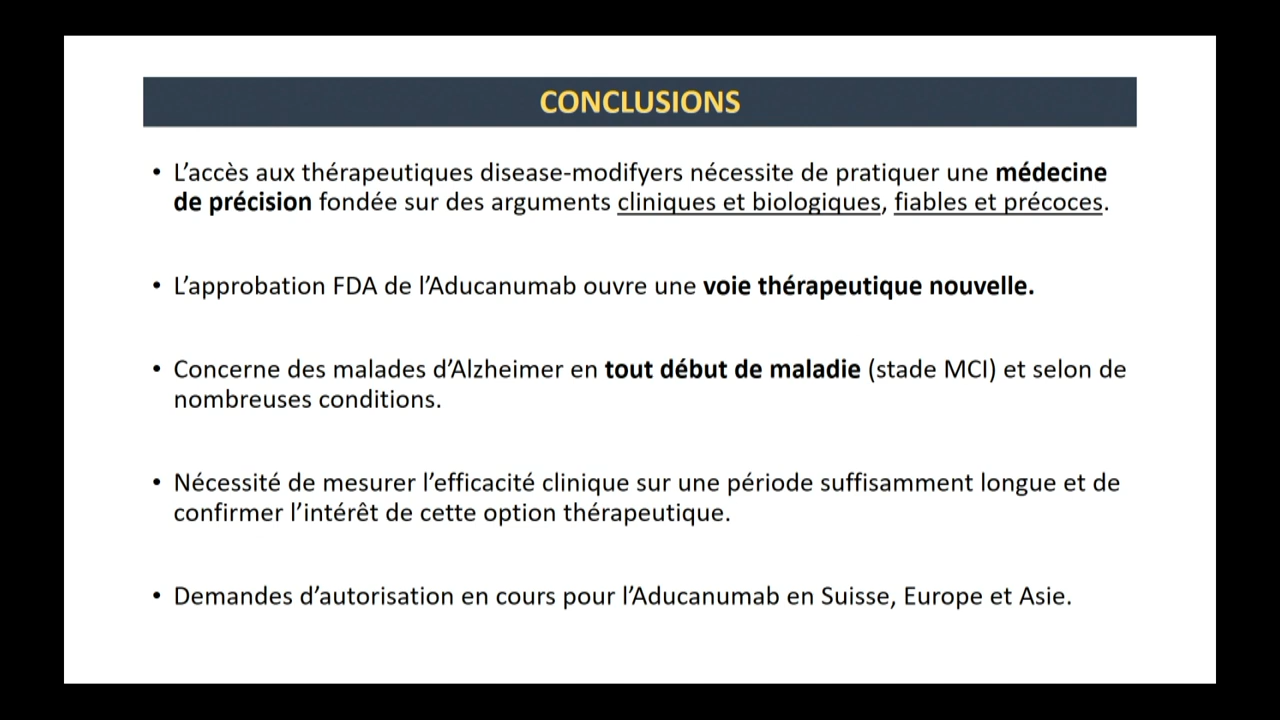 CONCLUSIONS
• L’accès aux thérapeutiques disease-modifyers nécessite de pratiquer une médecine
de précision fondée sur des arguments cliniques et biologiques, fiables et précoces.
• L’approbation FDA de l’Aducanumab ouvre une voie thérapeutique nouvelle.
• Concerne des malades d’Alzheimer en tout début de maladie (stade MCI) et selon de
nombreuses conditions.
• Nécessité de mesurer l’efficacité clinique sur une période suffisamment longue et de
confirmer l’intérêt de cette option thérapeutique.
• Demandes d’autorisation en cours pour l’Aducanumab en Suisse, Europe et Asie.